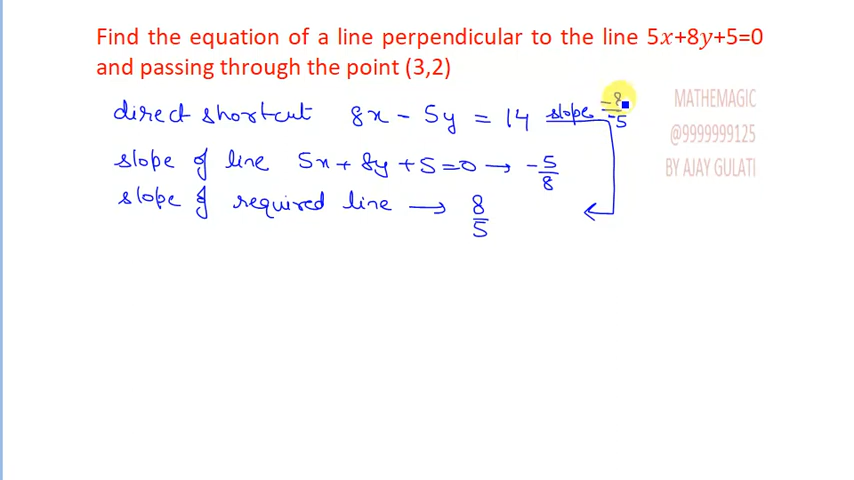 Find the equation of a line perpendicular to the line 5x+8y+5=0
and passing through the point (3,2)
direct shortcut 8x - 5y = 14 slope -8/-5
slope of line 5x + 8y + 5 = 0 → -5/8
slope of required line → 8/5
MATHEMAGIC
@9999999125
BY AJAY GULATI